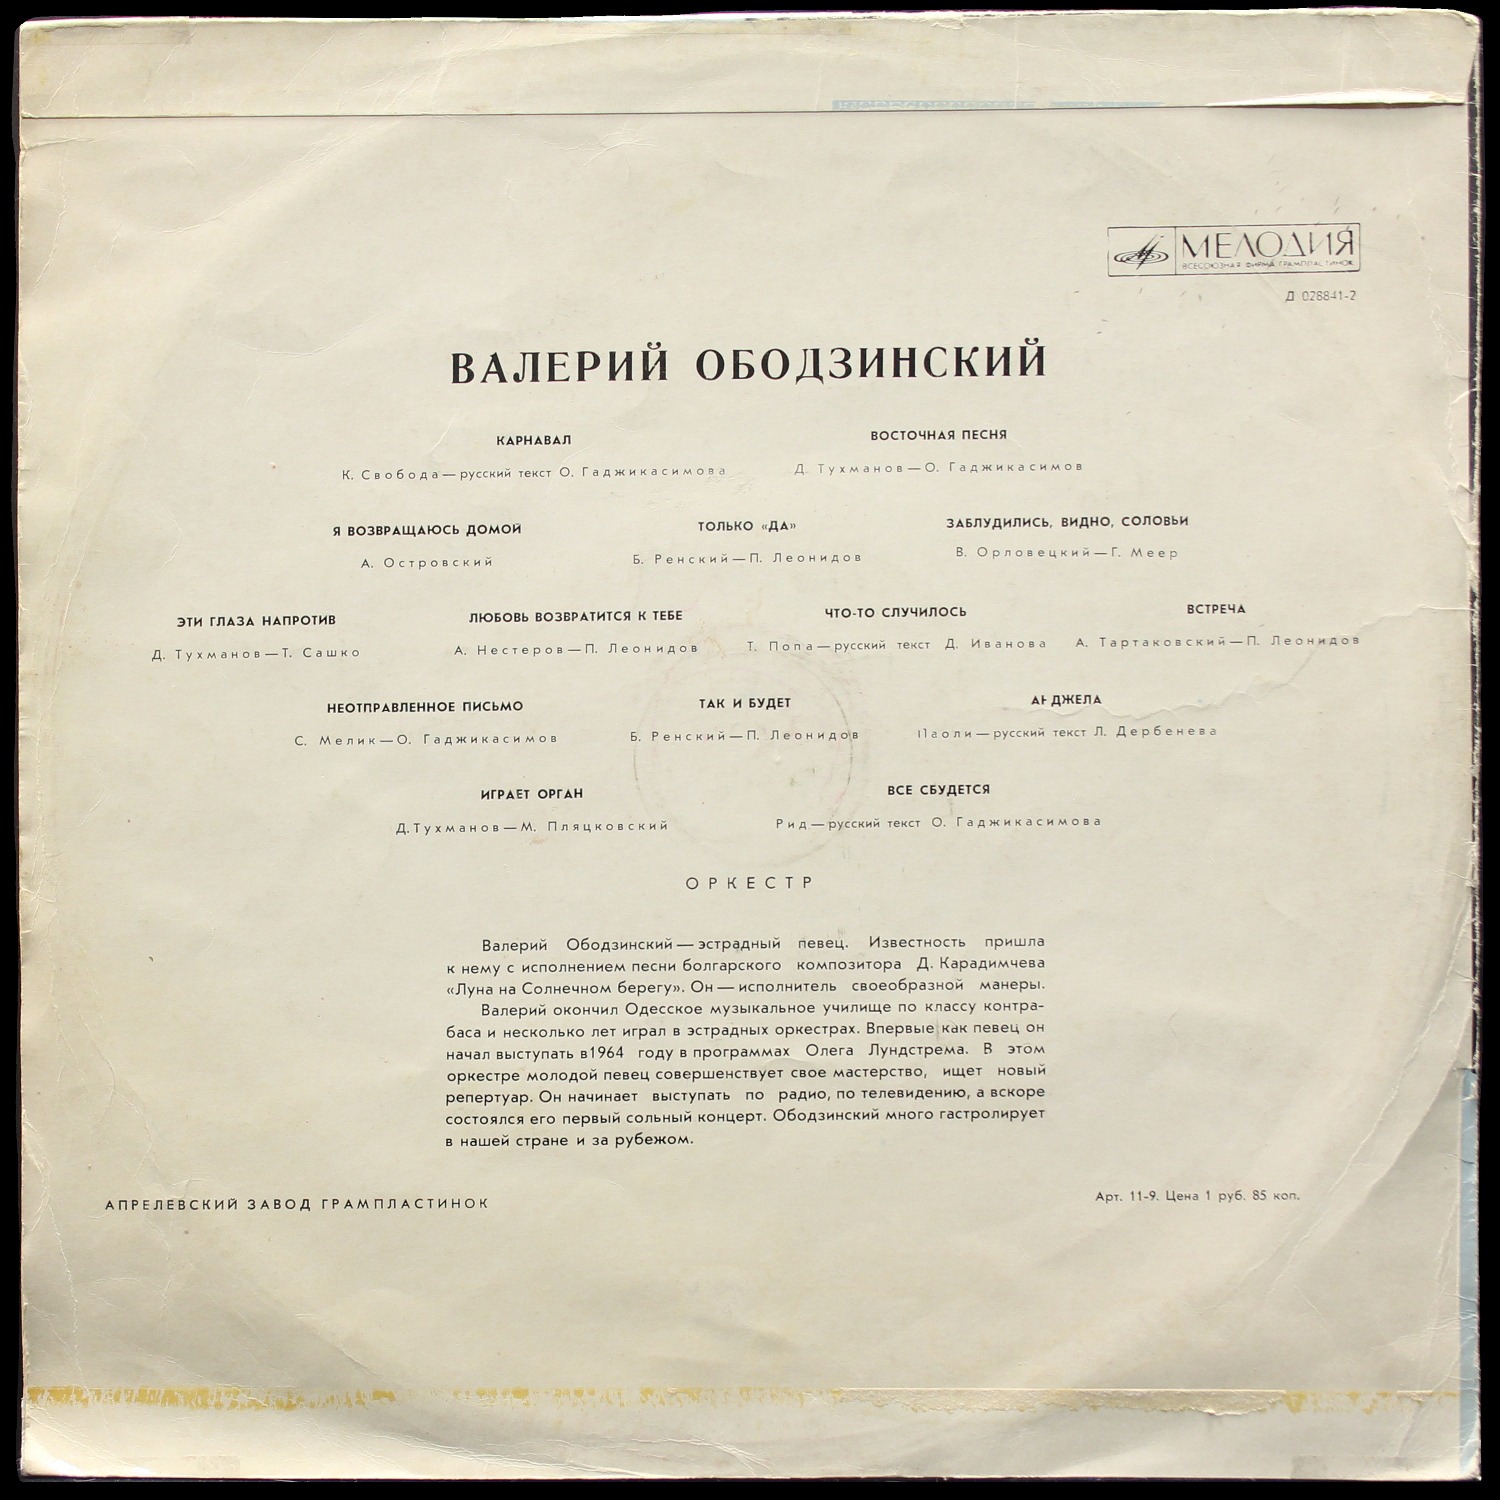 МЕЛОДИЯ
ВСЕСОЮЗНАЯ ФИРМА ГРАМПЛАСТИНОК
Д 028841-2
ВАЛЕРИЙ ОБОДЗИНСКИЙ
КАРНАВАЛ ВОСТОЧНАЯ ПЕСНЯ
К. Свобода—русский текст О. Гаджикасимова Д. Тухманов—О. Гаджикасимов
Я ВОЗВРАЩАЮСЬ ДОМОЙ ТОЛЬКО «ДА» ЗАБЛУДИЛИСЬ, ВИДНО, СОЛОВЬИ
А. Островский Б. Ренский—П. Леонидов В. Орловецкий—Г. Меер
ЭТИ ГЛАЗА НАПРОТИВ ЛЮБОВЬ ВОЗВРАТИТСЯ К ТЕБЕ ЧТО-ТО СЛУЧИЛОСЬ ВСТРЕЧА
Д. Тухманов—Т. Сашко А. Нестеров—П. Леонидов Т. Попа—русский текст Д. Иванова А. Тартаковский—П. Леонидов
НЕОТПРАВЛЕННОЕ ПИСЬМО ТАК И БУДЕТ АНДЖЕЛА
С. Мелик—О. Гаджикасимов Б. Ренский—П. Леонидов Паоли—русский текст Л. Дербенева
ИГРАЕТ ОРГАН ВСЕ СБУДЕТСЯ
Д.Тухманов—М. Пляцковский Рид—русский текст О. Гаджикасимова
ОРКЕСТР
Валерий Ободзинский—эстрадный певец. Известность пришла
к нему с исполнением песни болгарского композитора Д. Карадимчева
«Луна на Солнечном берегу». Он—исполнитель своеобразной манеры.
Валерий окончил Одесское музыкальное училище по классу контра-
баса и несколько лет играл в эстрадных оркестрах. Впервые как певец он
начал выступать в1964 году в программах Олега Лундстрема. В этом
оркестре молодой певец совершенствует свое мастерство, ищет новый
репертуар. Он начинает выступать по радио, по телевидению, а вскоре
состоялся его первый сольный концерт. Ободзинский много гастролирует
в нашей стране и за рубежом.
АПРЕЛЕВСКИЙ ЗАВОД ГРАМПЛАСТИНОК
Арт. 11-9. Цена 1 руб. 85 коп.